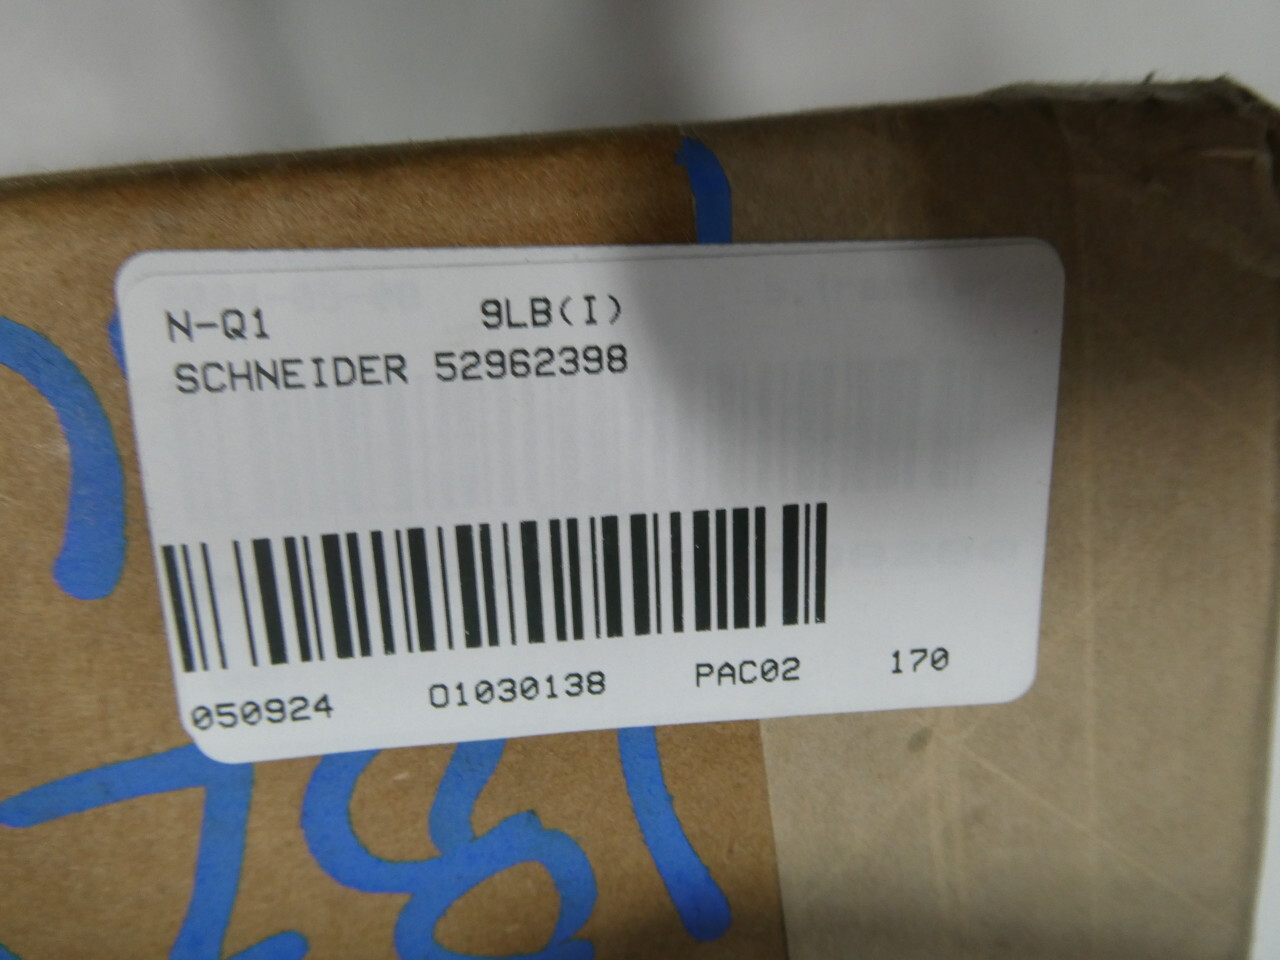 N-Q1 9LB(I)
SCHNEIDER 52962398
050924 01030138 PAC02 170